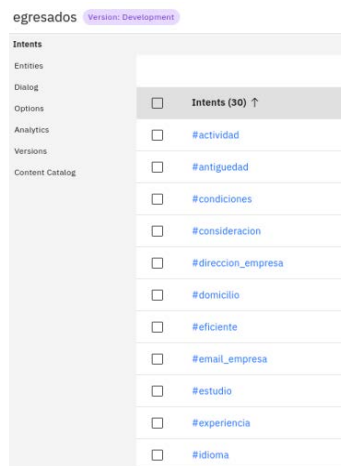 egresados Version: Development
Intents
Entities
Dialog
Options
Analytics
Versions
Content Catalog
Intents (30) ↑
#actividad
#antiguedad
#condiciones
#consideracion
#direccion_empresa
#domicilio
#eficiente
#email_empresa
#estudio
#experiencia
#idioma